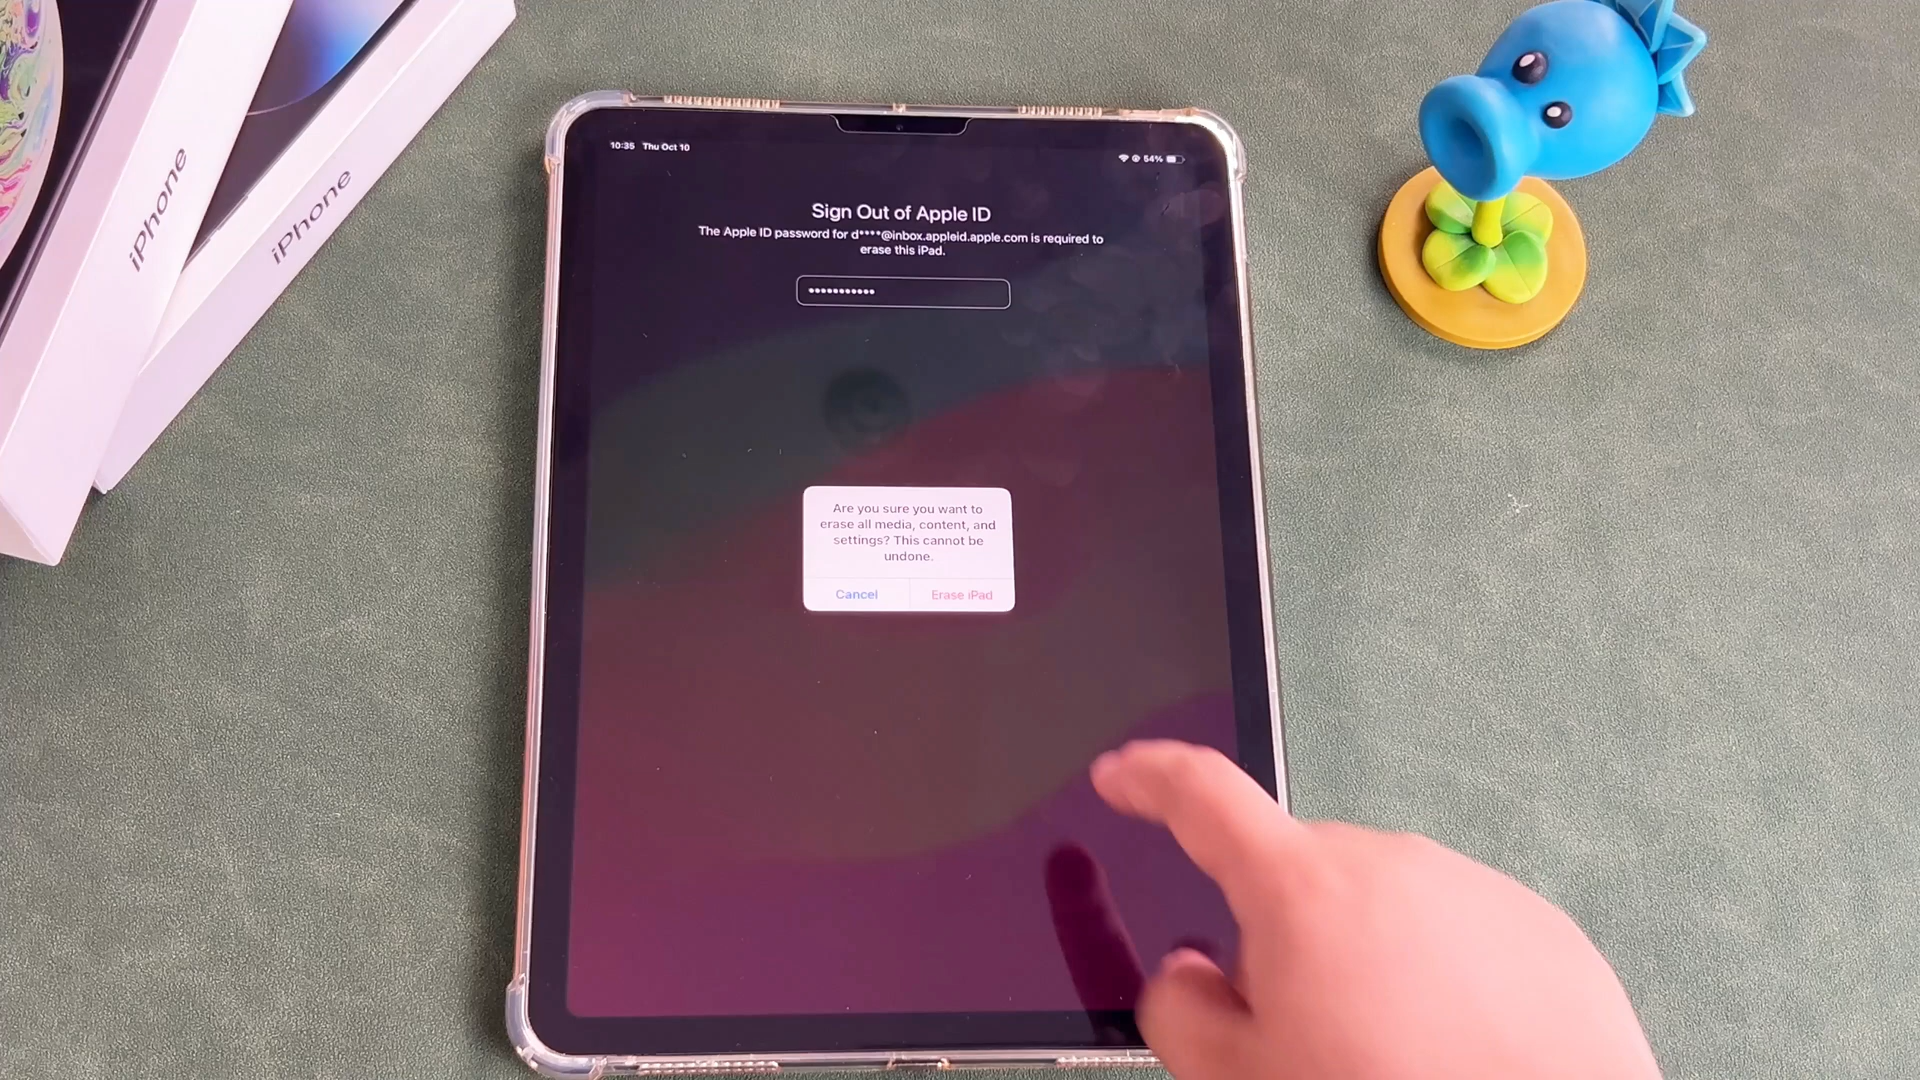 iPhone
iPhone
10:35 Thu Oct 10
54%
Sign Out of Apple ID
The Apple ID password for d****@inbox.appleid.apple.com is required to
erase this iPad.
•••••••••••
Are you sure you want to
erase all media, content, and
settings? This cannot be
undone.
Cancel
Erase iPad